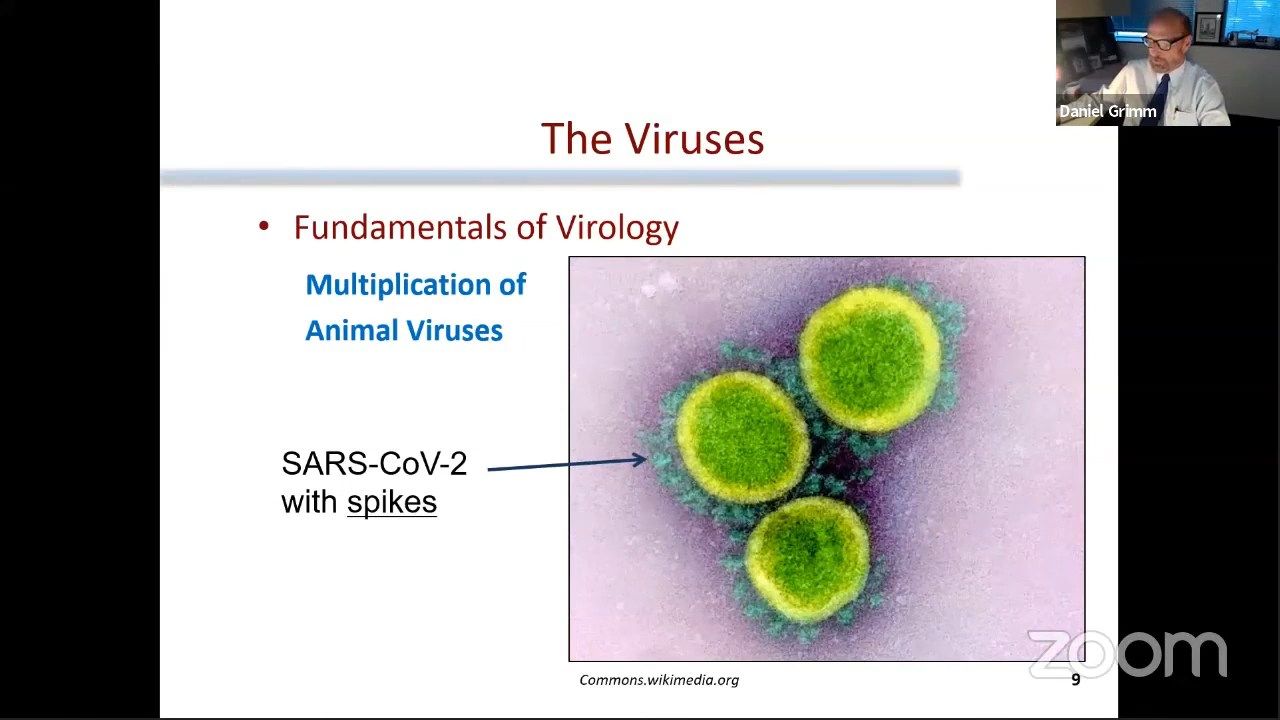 Daniel Grimm
The Viruses
• Fundamentals of Virology
Multiplication of
Animal Viruses
SARS-CoV-2
with spikes
zoom
Commons.wikimedia.org
9